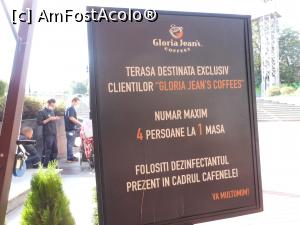 [c] AmFostAcolo®
Gloria Jean's
COFFEES
TERASA DESTINATA EXCLUSIV
CLIENTILOR "GLORIA JEAN'S COFFEES"
NUMAR MAXIM
4 PERSOANE LA 1 MASA
FOLOSITI DEZINFECTANTUL
PREZENT IN CADRUL CAFENELEI
VA MULTUMIM!